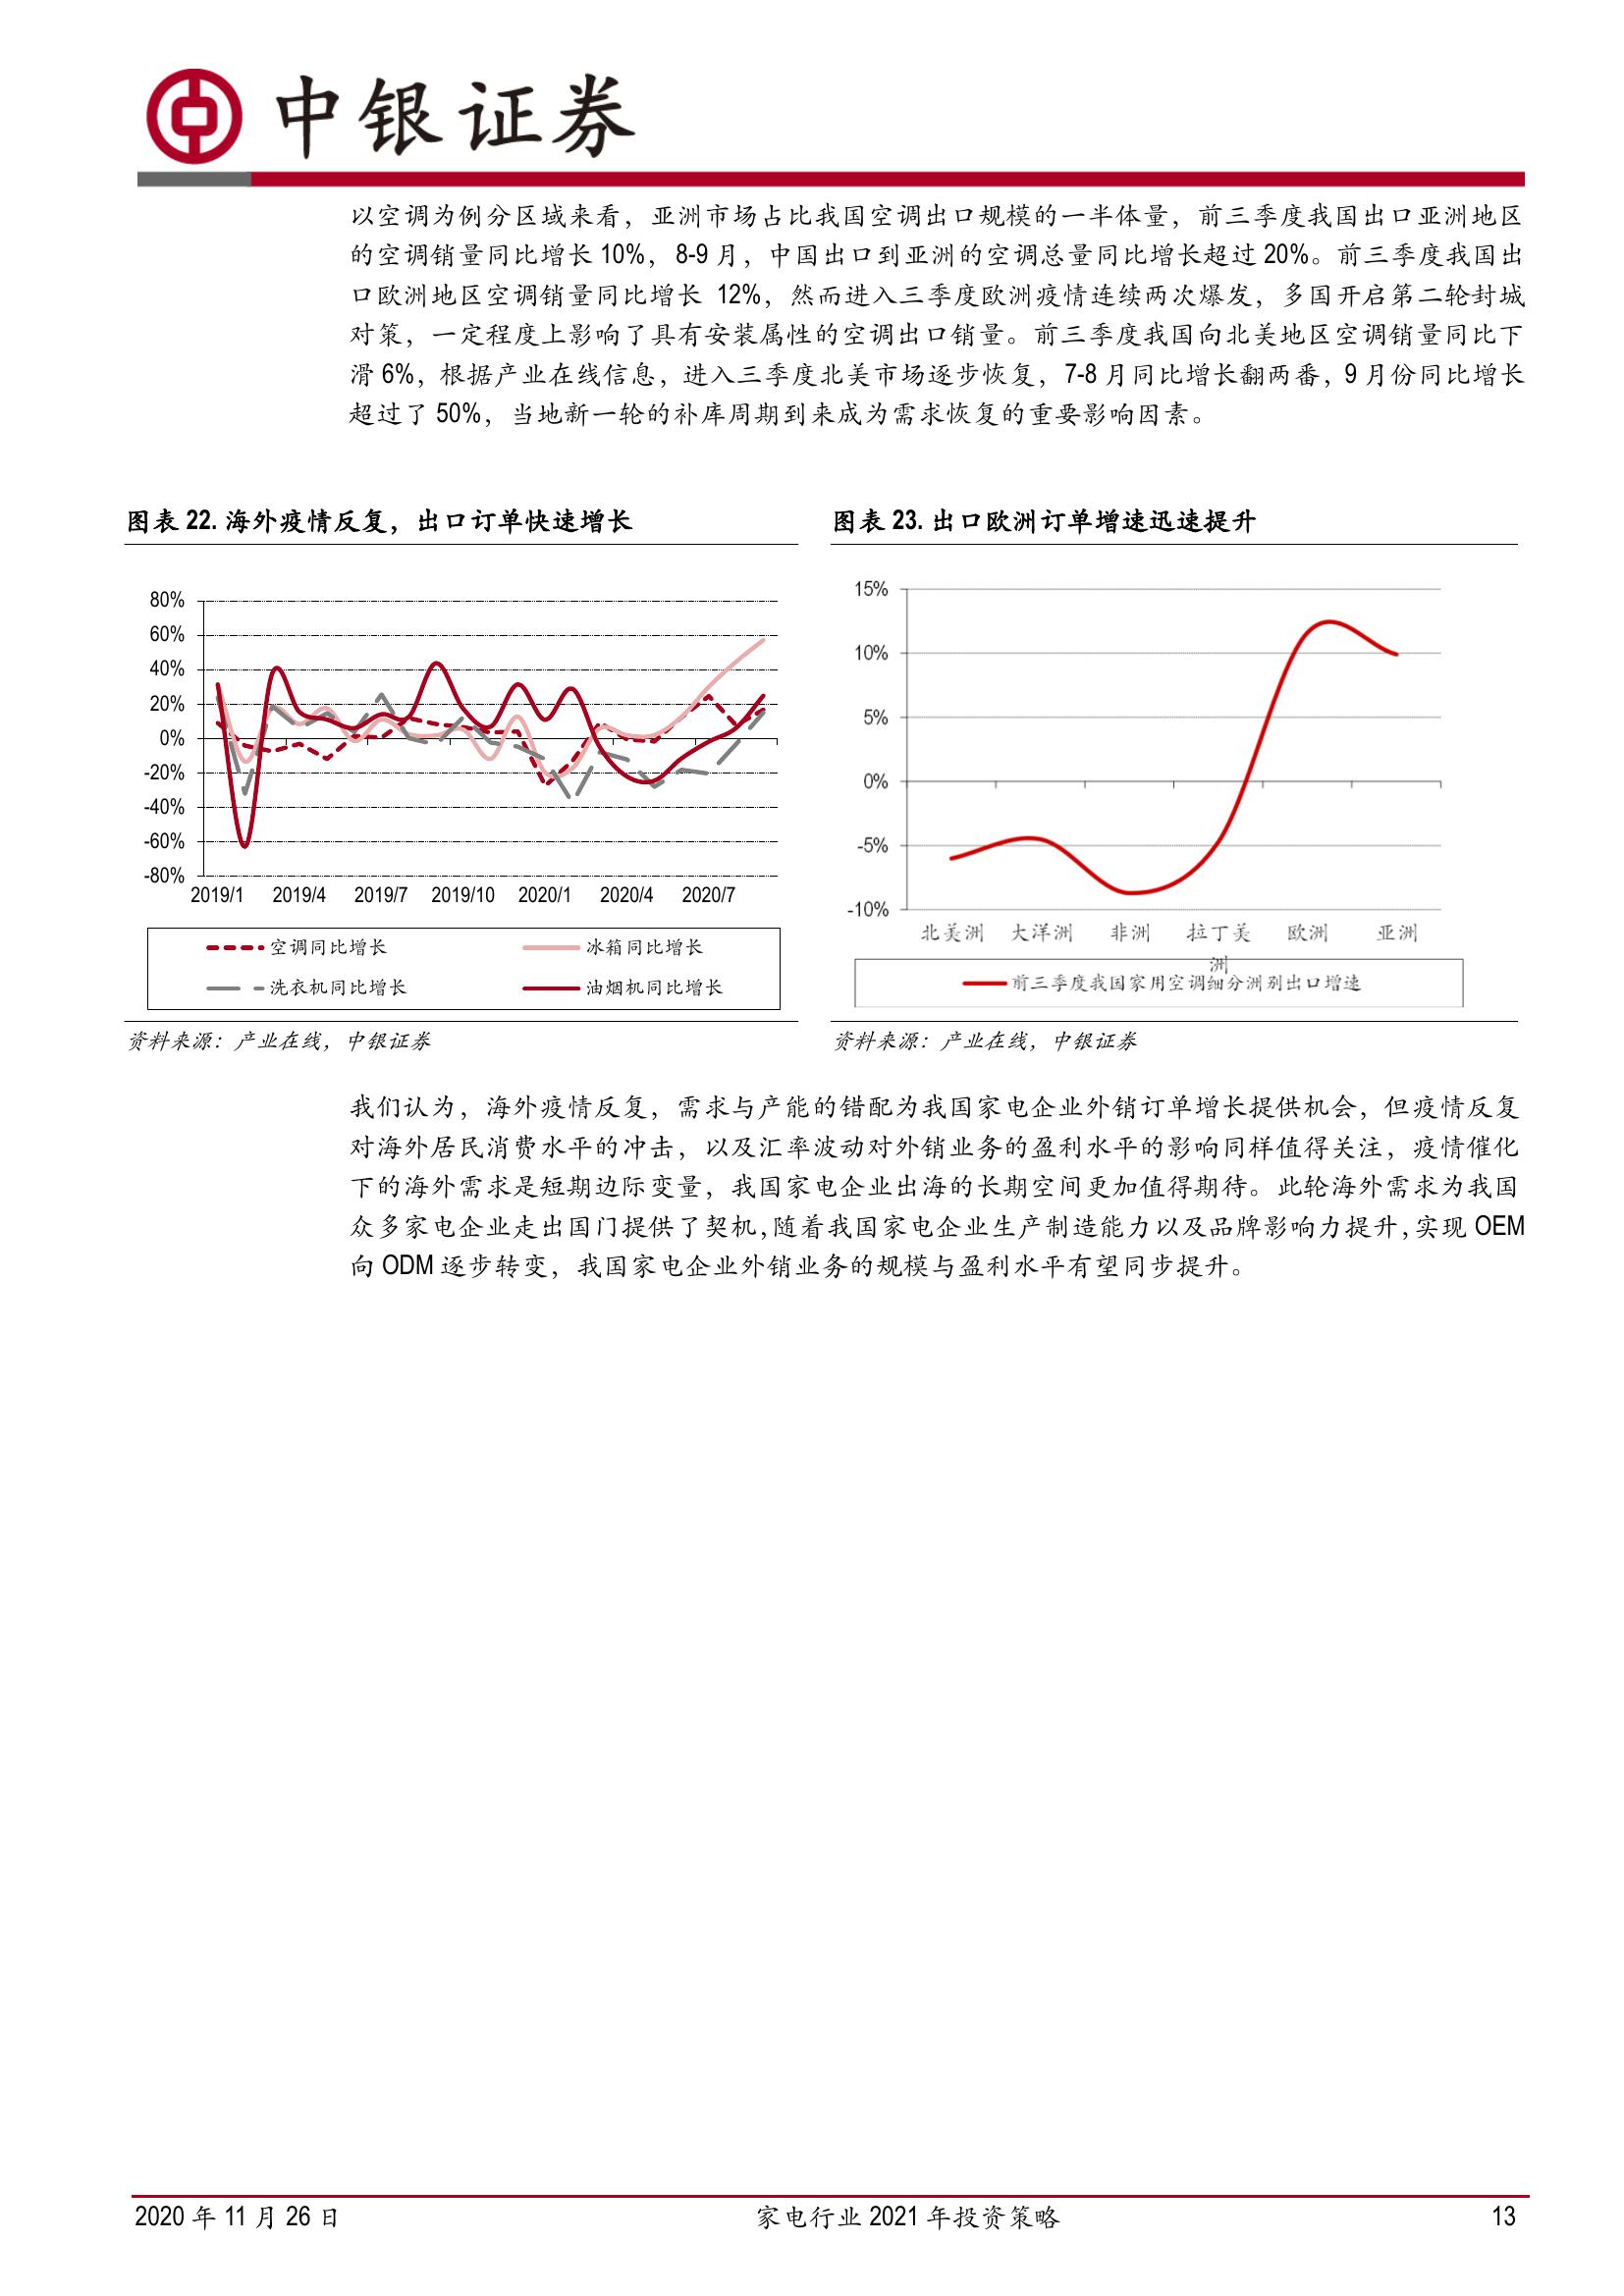 中银证券
以空调为例分区域来看，亚洲市场占比我国空调出口规模的一半体量，前三季度我国出口亚洲地区
的空调销量同比增长 10%，8-9 月，中国出口到亚洲的空调总量同比增长超过 20%。前三季度我国出
口欧洲地区空调销量同比增长 12%，然而进入三季度欧洲疫情连续两次爆发，多国开启第二轮封城
对策，一定程度上影响了具有安装属性的空调出口销量。前三季度我国向北美地区空调销量同比下
滑 6%，根据产业在线信息，进入三季度北美市场逐步恢复，7-8 月同比增长翻两番，9 月份同比增长
超过了 50%，当地新一轮的补库周期到来成为需求恢复的重要影响因素。
图表 22. 海外疫情反复，出口订单快速增长
80%
60%
40%
20%
0%
-20%
-40%
-60%
-80%
2019/1 2019/4 2019/7 2019/10 2020/1 2020/4 2020/7
空调同比增长 冰箱同比增长
洗衣机同比增长 油烟机同比增长
资料来源：产业在线，中银证券
图表 23. 出口欧洲订单增速迅速提升
15%
10%
5%
0%
-5%
-10%
北美洲 大洋洲 非洲 拉丁美 欧洲 亚洲
洲
前三季度我国家用空调细分洲别出口增速
资料来源：产业在线，中银证券
我们认为，海外疫情反复，需求与产能的错配为我国家电企业外销订单增长提供机会，但疫情反复
对海外居民消费水平的冲击，以及汇率波动对外销业务的盈利水平的影响同样值得关注，疫情催化
下的海外需求是短期边际变量，我国家电企业出海的长期空间更加值得期待。此轮海外需求为我国
众多家电企业走出国门提供了契机，随着我国家电企业生产制造能力以及品牌影响力提升，实现 OEM
向 ODM 逐步转变，我国家电企业外销业务的规模与盈利水平有望同步提升。
2020 年 11 月 26 日 家电行业 2021 年投资策略 13